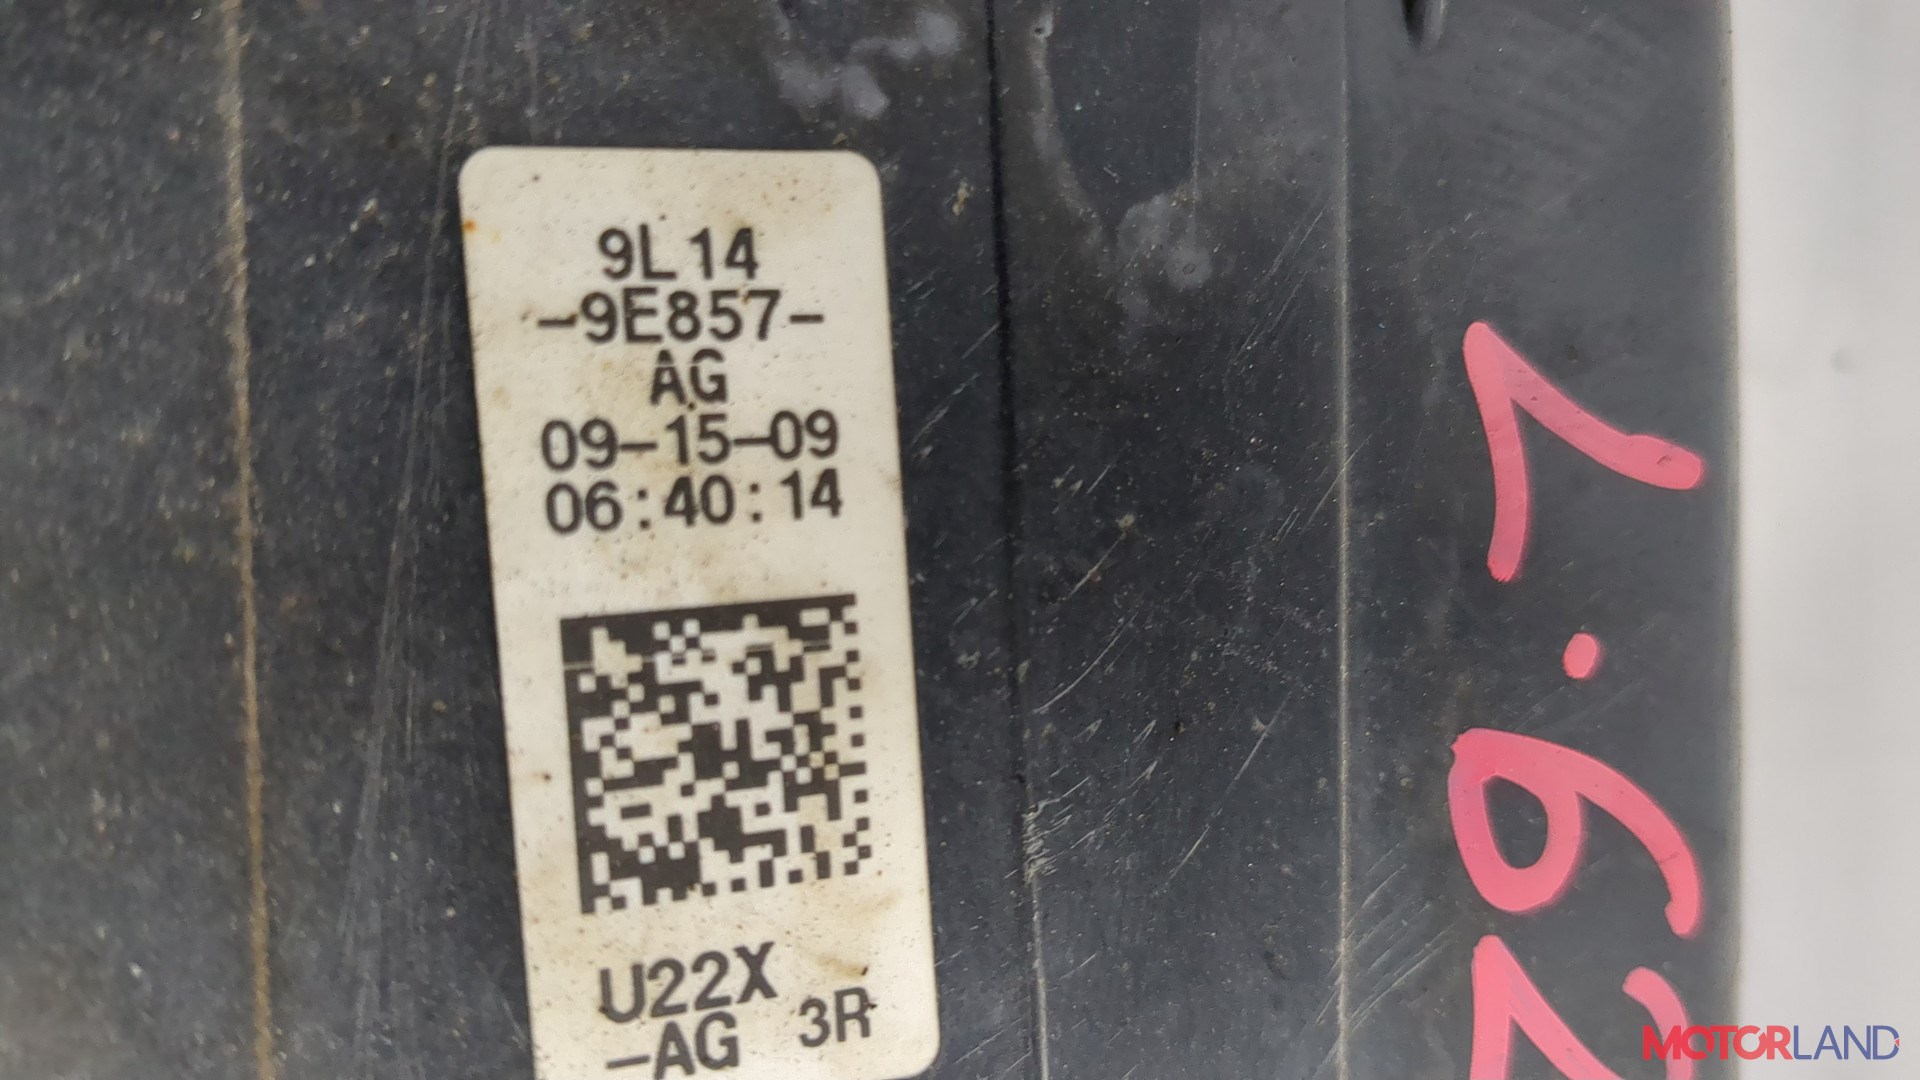 9L14
-9E857-
AG
09-15-09
06:40:14
U22X
-AG 3R
MOTORLAND